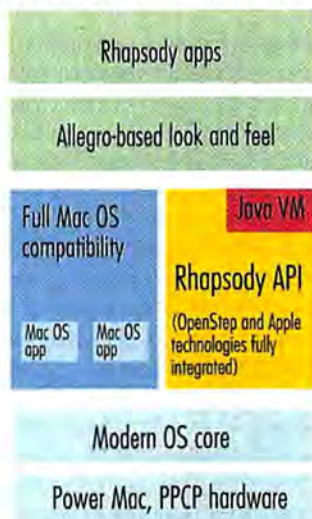 Rhapsody apps
Allegro-based look and feel
Full Mac OS
compatibility
Mac OS
app
Mac OS
app
Java VM
Rhapsody API
(OpenStep and Apple
technologies fully
integrated)
Modern OS core
Power Mac, PPCP hardware